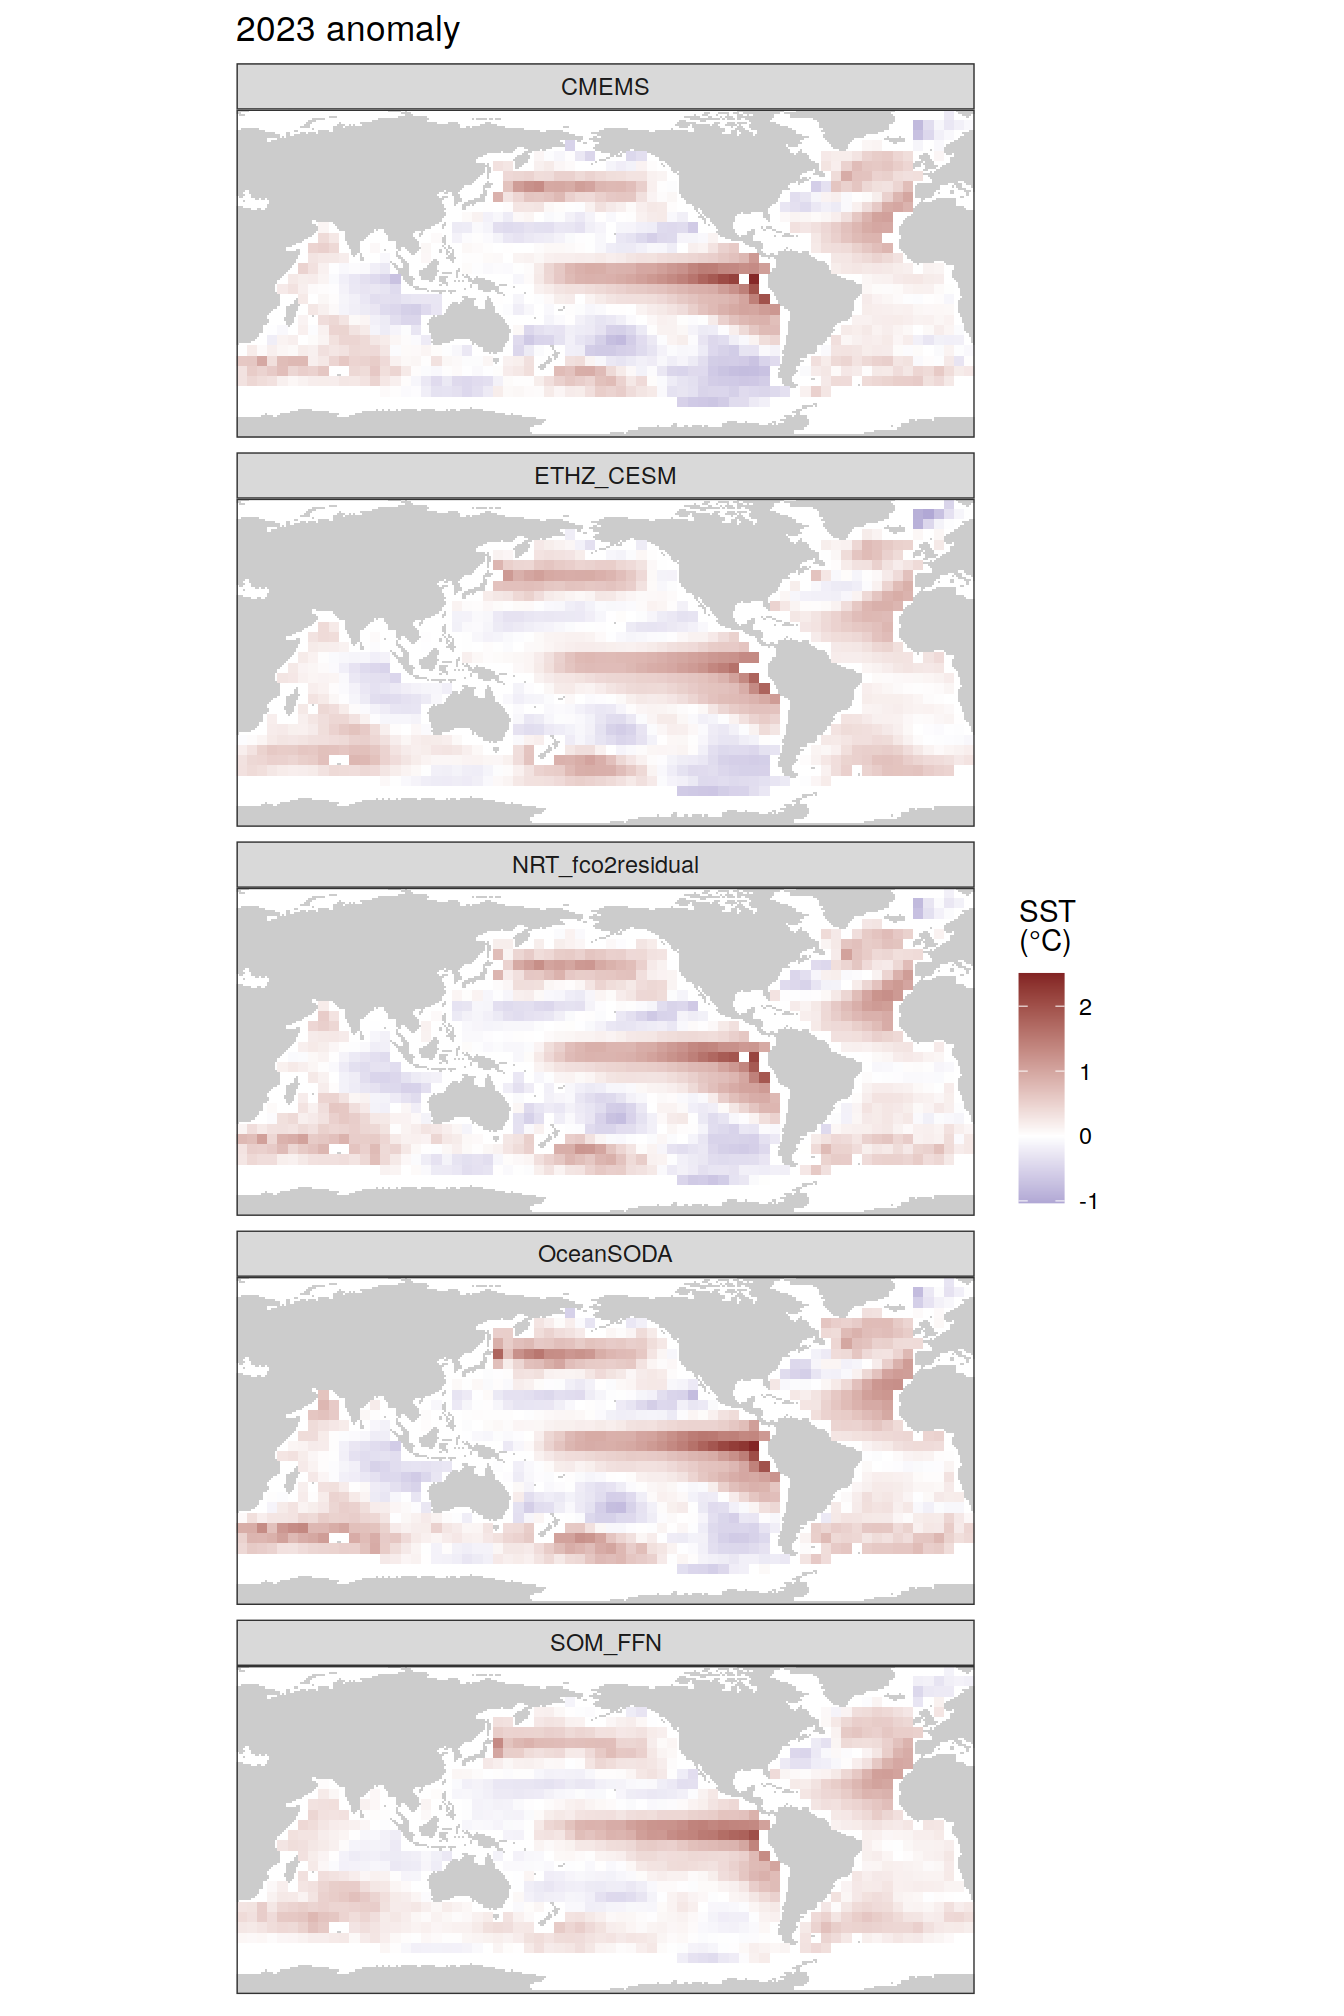 2023 anomaly
CMEMS
ETHZ_CESM
NRT_fco2residual
SST
(°C)
2
1
0
-1
OceanSODA
SOM_FFN